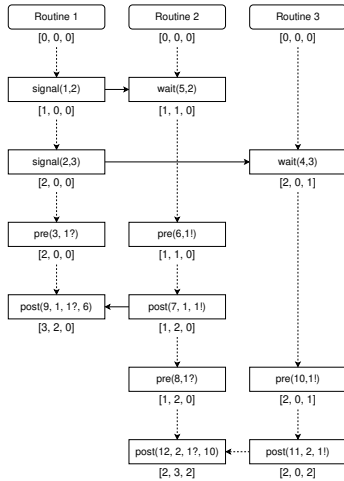 Routine 1 Routine 2 Routine 3
[0, 0, 0] [0, 0, 0] [0, 0, 0]
signal(1,2) wait(5,2)
[1, 0, 0] [1, 1, 0]
signal(2,3) wait(4,3)
[2, 0, 0] [2, 0, 1]
pre(3, 1?) pre(6,1!)
[2, 0, 0] [1, 1, 0]
post(9, 1, 1?, 6) post(7, 1, 1!)
[3, 2, 0] [1, 2, 0]
pre(8,1?) pre(10,1!)
[1, 2, 0] [2, 0, 1]
post(12, 2, 1?, 10) post(11, 2, 1!)
[2, 3, 2] [2, 0, 2]